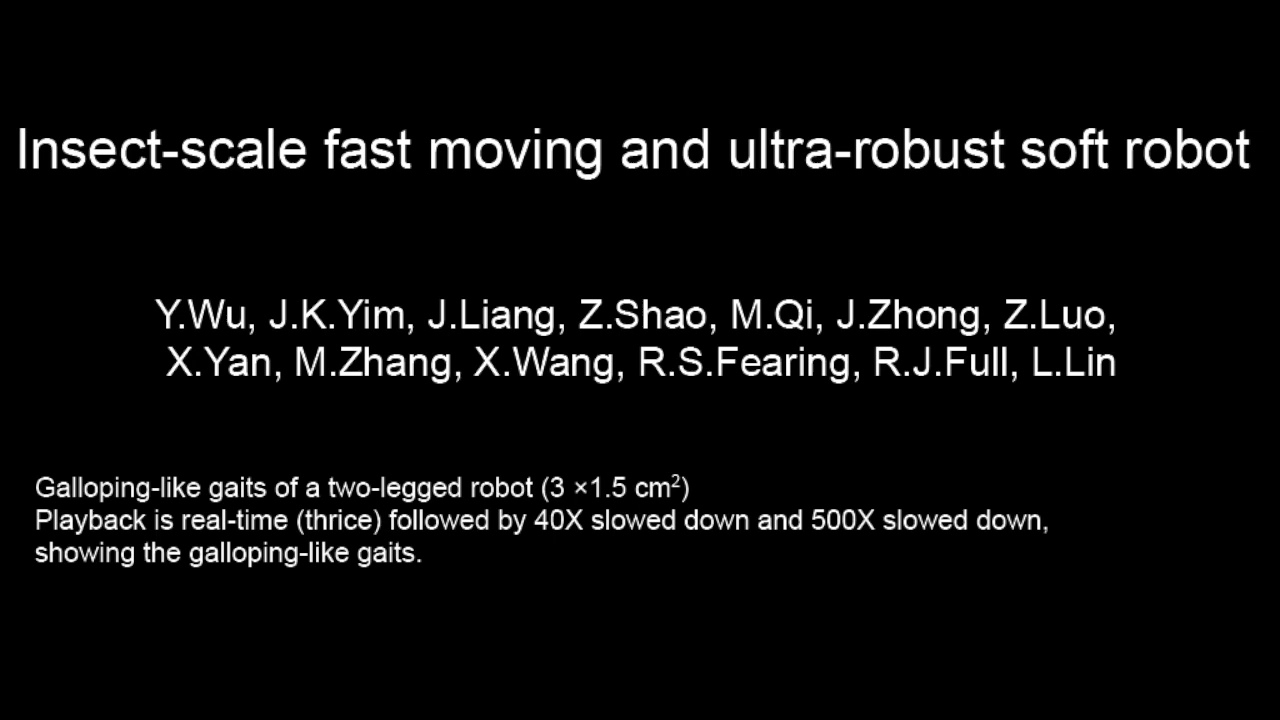 Insect-scale fast moving and ultra-robust soft robot
Y.Wu, J.K.Yim, J.Liang, Z.Shao, M.Qi, J.Zhong, Z.Luo,
X.Yan, M.Zhang, X.Wang, R.S.Fearing, R.J.Full, L.Lin
Galloping-like gaits of a two-legged robot (3 ×1.5 cm²)
Playback is real-time (thrice) followed by 40X slowed down and 500X slowed down,
showing the galloping-like gaits.